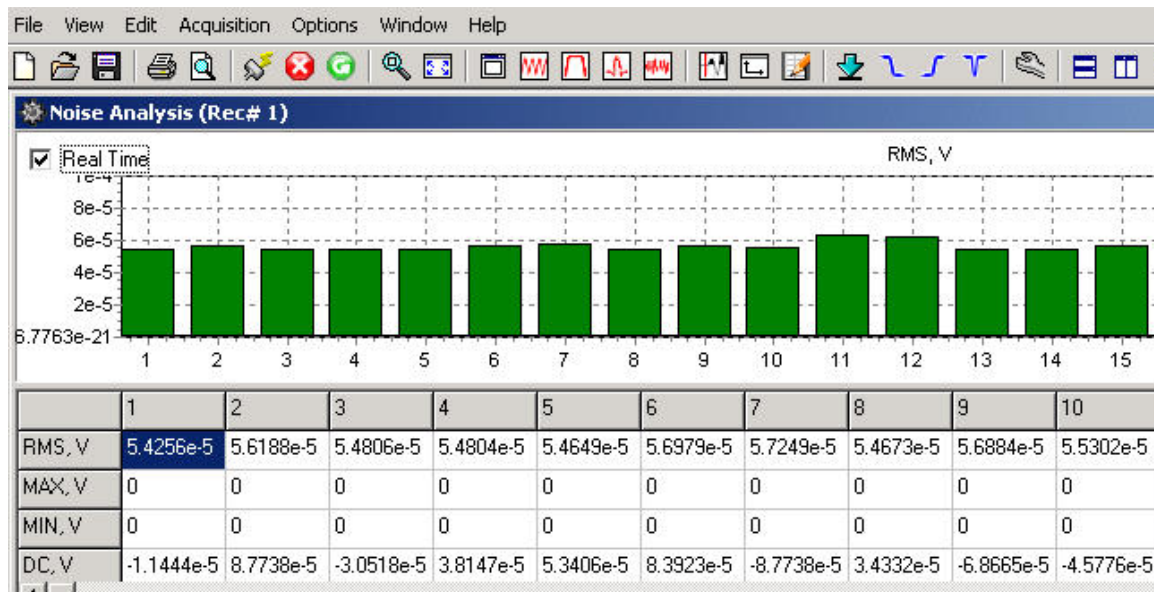 File View Edit Acquisition Options Window Help
Noise Analysis (Rec# 1)
Real Time
RMS, V
1e-4
8e-5
6e-5
4e-5
2e-5
6.7763e-21
1 2 3 4 5 6 7 8 9 10 11 12 13 14 15
1 2 3 4 5 6 7 8 9 10
RMS, V 5.4256e-5 5.6188e-5 5.4806e-5 5.4804e-5 5.4649e-5 5.6979e-5 5.7249e-5 5.4673e-5 5.6884e-5 5.5302e-5
MAX, V 0 0 0 0 0 0 0 0 0 0
MIN, V 0 0 0 0 0 0 0 0 0 0
DC, V -1.1444e-5 8.7738e-5 -3.0518e-5 3.8147e-5 5.3406e-5 8.3923e-5 -8.7738e-5 3.4332e-5 -6.8665e-5 -4.5776e-5